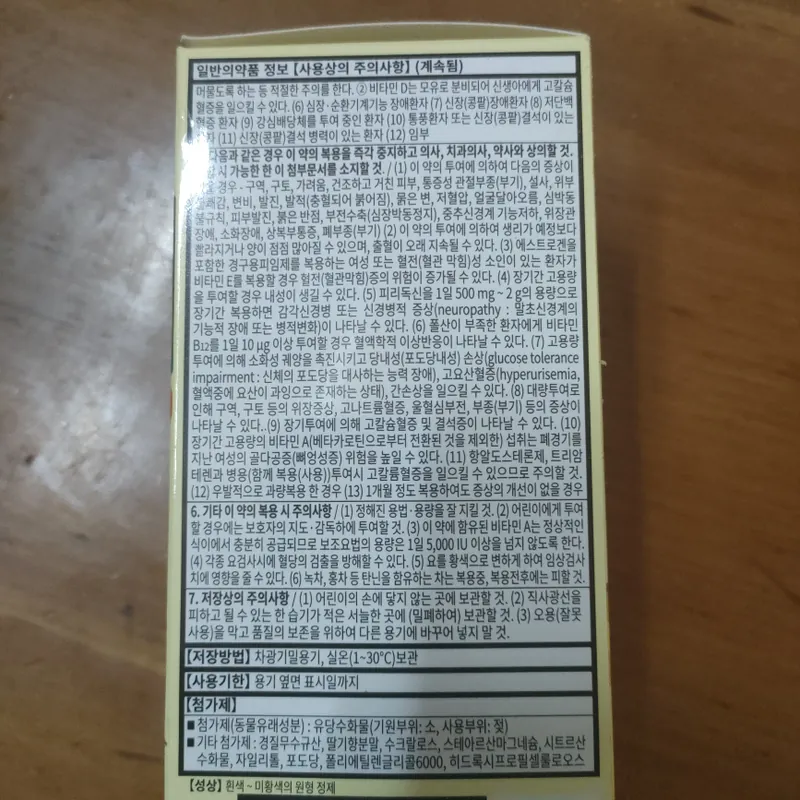 일반의약품 정보 【사용상의 주의사항】 (계속됨)
머물도록 하는 등 적절한 주의를 한다. ② 비타민 D는 모유로 분비되어 신생아에게 고칼슘
혈증을 일으킬 수 있다. (6) 심장·순환기계기능 장애환자 (7) 신장(콩팥)장애환자 (8) 저단백
혈증 환자 (9) 강심배당체를 투여 중인 환자 (10) 통풍환자 또는 신장(콩팥)결석이 있는
환자 (11) 신장(콩팥)결석 병력이 있는 환자 (12) 임부
다음과 같은 경우 이 약의 복용을 즉각 중지하고 의사, 치과의사, 약사와 상의할 것.
시 가능한 한 이 첨부문서를 소지할 것. / (1) 이 약의 투여에 의하여 다음의 증상이
경우 - 구역, 구토, 가려움, 건조하고 거친 피부, 통증성 관절부종(부기), 설사, 위부
변비, 발진, 발적(충혈되어 붉어짐), 묽은 변, 저혈압, 얼굴달아오름, 심박동
불규칙, 피부발진, 붉은 반점, 부전수축(심장박동정지), 중추신경계 기능저하, 위장관
장애, 소화장애, 상복부통증, 폐부종(부기) (2) 이 약의 투여에 의하여 생리가 예정보다
빨라지거나 양이 점점 많아질 수 있으며, 출혈이 오래 지속될 수 있다. (3) 에스트로겐을
포함한 경구용피임제를 복용하는 여성 또는 혈전(혈관 막힘)성 소인이 있는 환자가
비타민 E를 복용할 경우 혈전(혈관막힘)증의 위험이 증가될 수 있다. (4) 장기간 고용량
을 투여할 경우 내성이 생길 수 있다. (5) 피리독신을 1일 500 mg ~ 2 g의 용량으로
장기간 복용하면 감각신경병 또는 신경병적 증상(neuropathy : 말초신경계의
기능적 장애 또는 병적변화)이 나타날 수 있다. (6) 폴산이 부족한 환자에게 비타민
B12를 1일 10 μg 이상 투여할 경우 혈액학적 이상반응이 나타날 수 있다. (7) 고용량
투여에 의해 소화성 궤양을 촉진시키고 당내성(포도당내성) 손상(glucose tolerance
impairment : 신체의 포도당을 대사하는 능력 장애), 고요산혈증(hyperurisemia,
혈액중에 요산이 과잉으로 존재하는 상태), 간손상을 일으킬 수 있다. (8) 대량투여로
인해 구역, 구토 등의 위장증상, 고나트륨혈증, 울혈심부전, 부종(부기) 등의 증상이
나타날 수 있다..(9) 장기투여에 의해 고칼슘혈증 및 결석증이 나타날 수 있다. (10)
장기간 고용량의 비타민 A(베타카로틴으로부터 전환된 것을 제외한) 섭취는 폐경기를
지난 여성의 골다공증(뼈엉성증) 위험을 높일 수 있다. (11) 항알도스테론제, 트리암
테렌과 병용(함께 복용(사용))투여시 고칼륨혈증을 일으킬 수 있으므로 주의할 것.
(12) 우발적으로 과량복용 한 경우 (13) 1개월 정도 복용하여도 증상의 개선이 없을 경우
6. 기타 이 약의 복용 시 주의사항 / (1) 정해진 용법·용량을 잘 지킬 것. (2) 어린이에게 투여
할 경우에는 보호자의 지도·감독하에 투여할 것. (3) 이 약에 함유된 비타민 A는 정상적인
식이에서 충분히 공급되므로 보조요법의 용량은 1일 5,000 IU 이상을 넘지 않도록 한다.
(4) 각종 요검사시에 혈당의 검출을 방해할 수 있다. (5) 요를 황색으로 변하게 하여 임상검사
치에 영향을 줄 수 있다. (6) 녹차, 홍차 등 탄닌을 함유하는 차는 복용중, 복용전후에는 피할 것.
7. 저장상의 주의사항 / (1) 어린이의 손에 닿지 않는 곳에 보관할 것. (2) 직사광선을
피하고 될 수 있는 한 습기가 적은 서늘한 곳에 (밀폐하여) 보관할 것. (3) 오용(잘못
사용)을 막고 품질의 보존을 위하여 다른 용기에 바꾸어 넣지 말 것.
【저장방법】 차광기밀용기, 실온(1~30℃)보관
【사용기한】 용기 옆면 표시일까지
【첨가제】
■ 첨가제(동물유래성분) : 유당수화물(기원부위: 소, 사용부위: 젖)
■ 기타 첨가제 : 경질무수규산, 딸기향분말, 수크랄로스, 스테아르산마그네슘, 시트르산
수화물, 자일리톨, 포도당, 폴리에틸렌글리콜6000, 히드록시프로필셀룰로오스
【성상】 흰색 ~ 미황색의 원형 정제